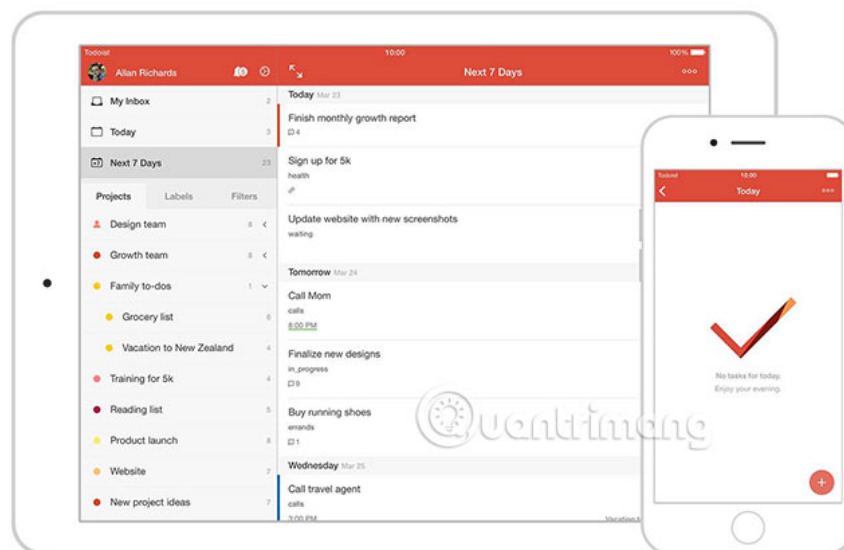 Todoist
10:00
100%
Allan Richards
Next 7 Days
My Inbox 2
Today 3
Next 7 Days 23
Projects Labels Filters
Design team 8
Growth team 8
Family to-dos 1
Grocery list 6
Vacation to New Zealand 4
Training for 5k 4
Reading list 5
Product launch 8
Website 7
New project ideas 7
Today Mar 23
Finish monthly growth report
4
Sign up for 5k
health
Update website with new screenshots
waiting
Tomorrow Mar 24
Call Mom
calls
8:00 PM
Finalize new designs
in_progress
9
Buy running shoes
errands
1
Wednesday Mar 25
Call travel agent
calls
2:00 PM
Todoist
10:00
Today
No tasks for today.
Enjoy your evening.
Quantrimang